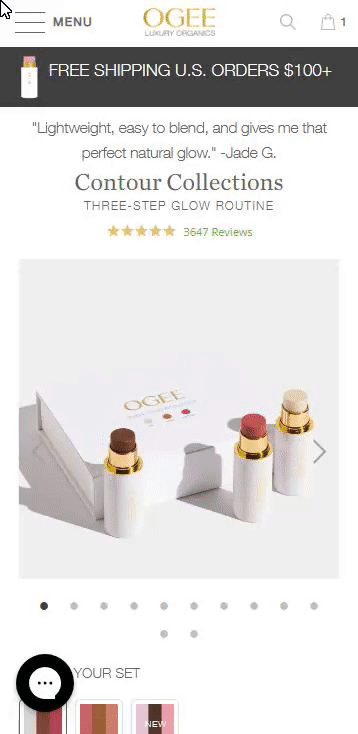 MENU
OGEE
LUXURY ORGANICS
1
FREE SHIPPING U.S. ORDERS $100+
"Lightweight, easy to blend, and gives me that
perfect natural glow." -Jade G.
Contour Collections
THREE-STEP GLOW ROUTINE
3647 Reviews
OGEE
YOUR SET
NEW